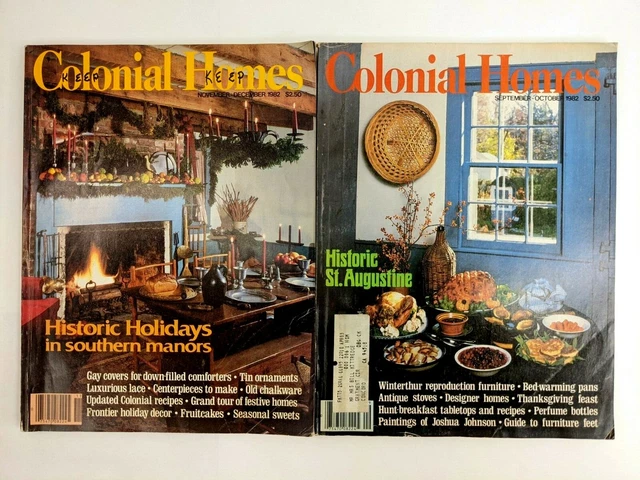 Colonial Homes
KEEP KEEP
NOVEMBER-DECEMBER 1982 $2.50
Historic Holidays
in southern manors
Gay covers for down-filled comforters • Tin ornaments
Luxurious lace • Centerpieces to make • Old chalkware
Updated Colonial recipes • Grand tour of festive homes
Frontier holiday decor • Fruitcakes • Seasonal sweets
Colonial Homes
SEPTEMBER-OCTOBER 1982 $2.50
Historic
St. Augustine
Winterthur reproduction furniture • Bed-warming pans
Antique stoves • Designer homes • Thanksgiving feast
Hunt-breakfast tabletops and recipes • Perfume bottles
Paintings of Joshua Johnson • Guide to furniture feet